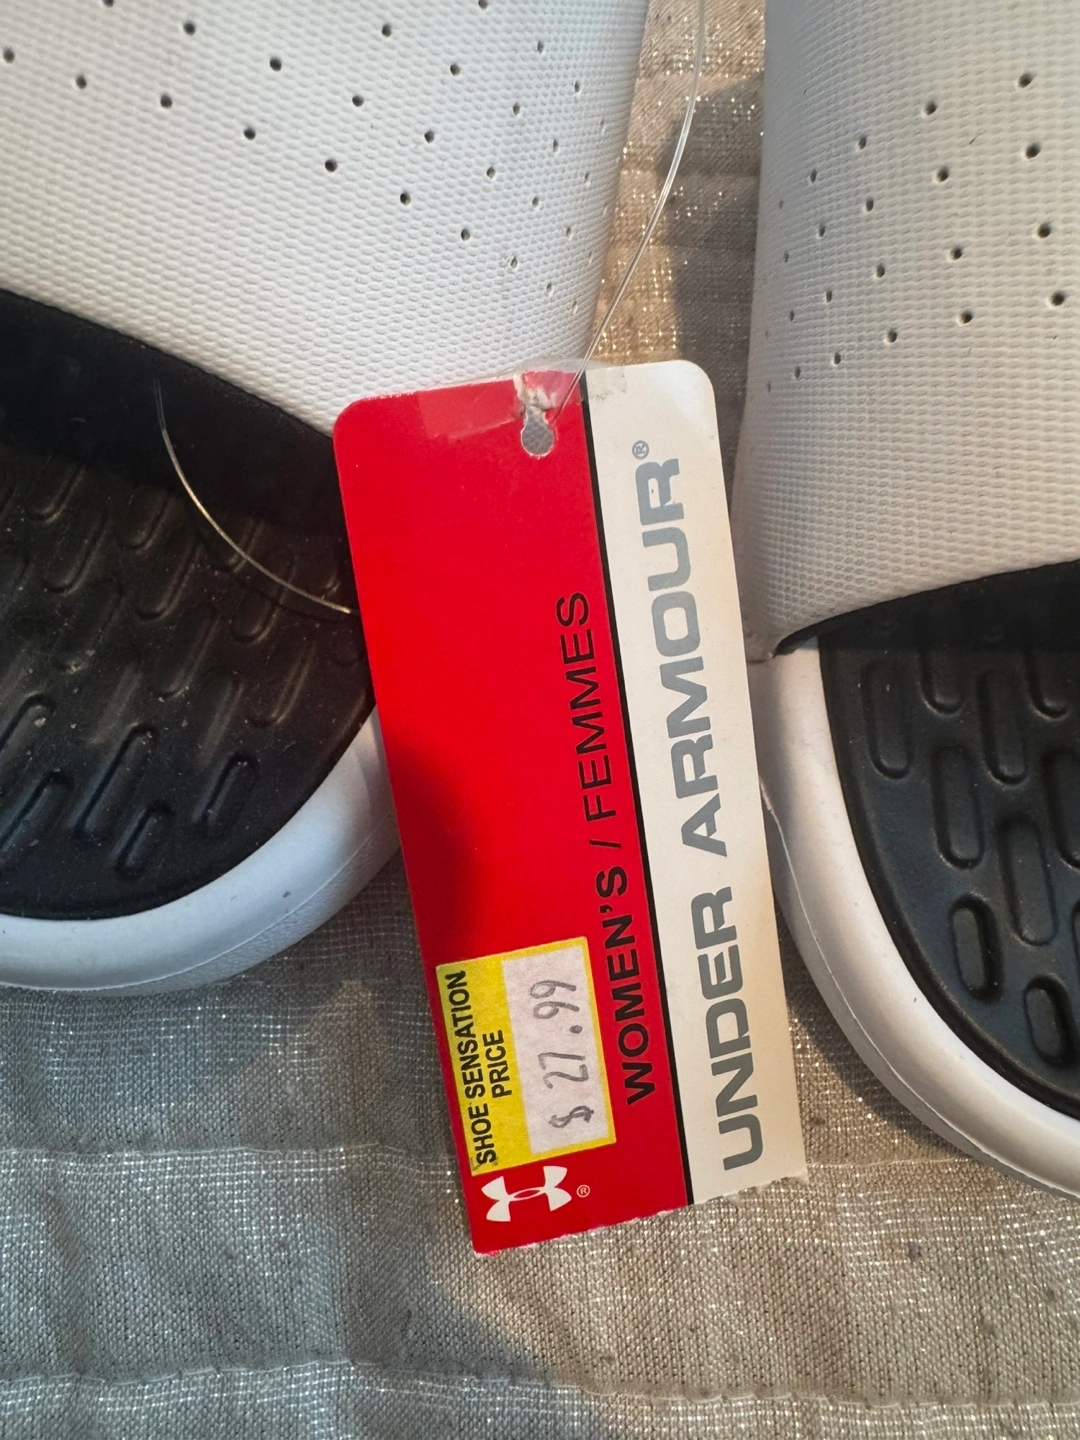 UNDER ARMOUR®
WOMEN'S / FEMMES
SHOE SENSATION
PRICE
$ 27.99
®